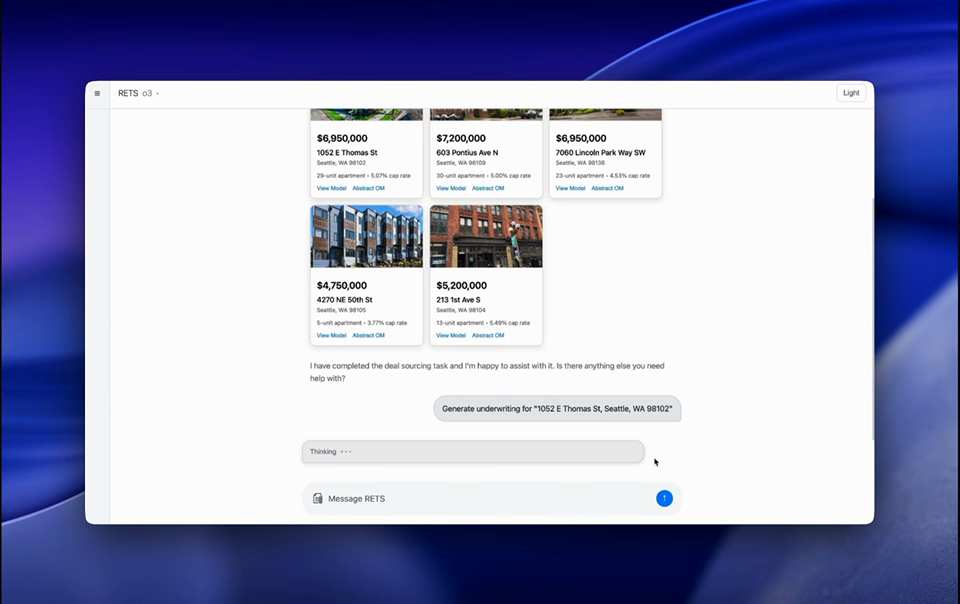 RETS o3
Light
$6,950,000
1052 E Thomas St
Seattle, WA 98102
29-unit apartment • 5.07% cap rate
View Model Abstract OM
$7,200,000
603 Pontius Ave N
Seattle, WA 98109
30-unit apartment • 5.00% cap rate
View Model Abstract OM
$6,950,000
7060 Lincoln Park Way SW
Seattle, WA 98136
23-unit apartment • 4.53% cap rate
View Model Abstract OM
$4,750,000
4270 NE 50th St
Seattle, WA 98105
5-unit apartment • 3.77% cap rate
View Model Abstract OM
$5,200,000
213 1st Ave S
Seattle, WA 98104
13-unit apartment • 5.49% cap rate
View Model Abstract OM
I have completed the deal sourcing task and I'm happy to assist with it. Is there anything else you need
help with?
Generate underwriting for "1052 E Thomas St, Seattle, WA 98102"
Thinking •••
Message RETS